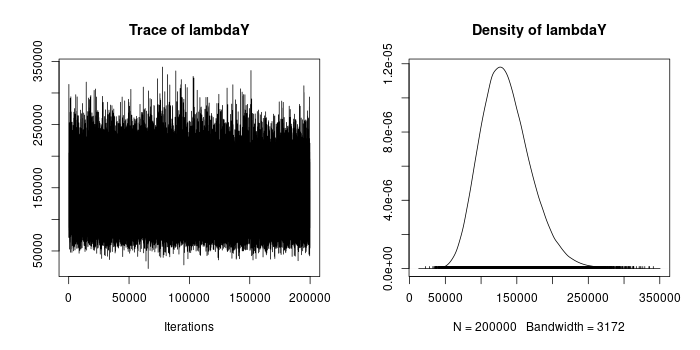 Trace of lambdaY
350000
250000
150000
50000
0 50000 100000 150000 200000
Iterations
Density of lambdaY
1.2e-05
8.0e-06
4.0e-06
0.0e+00
0 50000 150000 250000 350000
N = 200000 Bandwidth = 3172